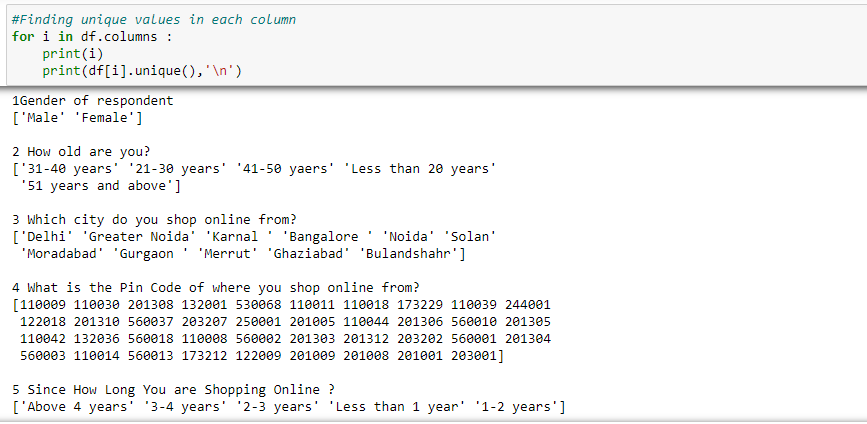 #Finding unique values in each column
for i in df.columns :
    print(i)
    print(df[i].unique(),'\n')
1Gender of respondent
['Male' 'Female']
2 How old are you?
['31-40 years' '21-30 years' '41-50 yaers' 'Less than 20 years'
 '51 years and above']
3 Which city do you shop online from?
['Delhi' 'Greater Noida' 'Karnal ' 'Bangalore ' 'Noida' 'Solan'
 'Moradabad' 'Gurgaon ' 'Merrut' 'Ghaziabad' 'Bulandshahr']
4 What is the Pin Code of where you shop online from?
[110009 110030 201308 132001 530068 110011 110018 173229 110039 244001
 122018 201310 560037 203207 250001 201005 110044 201306 560010 201305
 110042 132036 560018 110008 560002 201303 201312 203202 560001 201304
 560003 110014 560013 173212 122009 201009 201008 201001 203001]
5 Since How Long You are Shopping Online ?
['Above 4 years' '3-4 years' '2-3 years' 'Less than 1 year' '1-2 years']